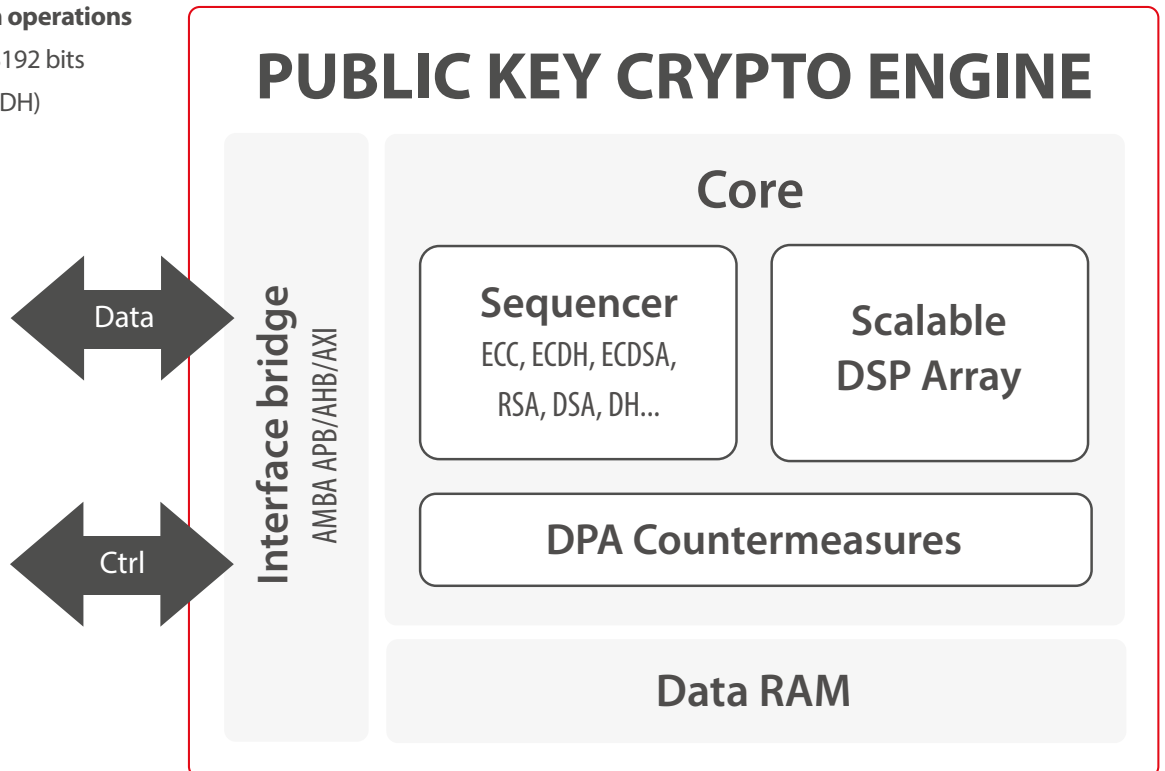 operations
192 bits
DH)
PUBLIC KEY CRYPTO ENGINE
Data
Ctrl
Interface bridge
AMBA APB/AHB/AXI
Core
Sequencer
ECC, ECDH, ECDSA,
RSA, DSA, DH...
Scalable
DSP Array
DPA Countermeasures
Data RAM